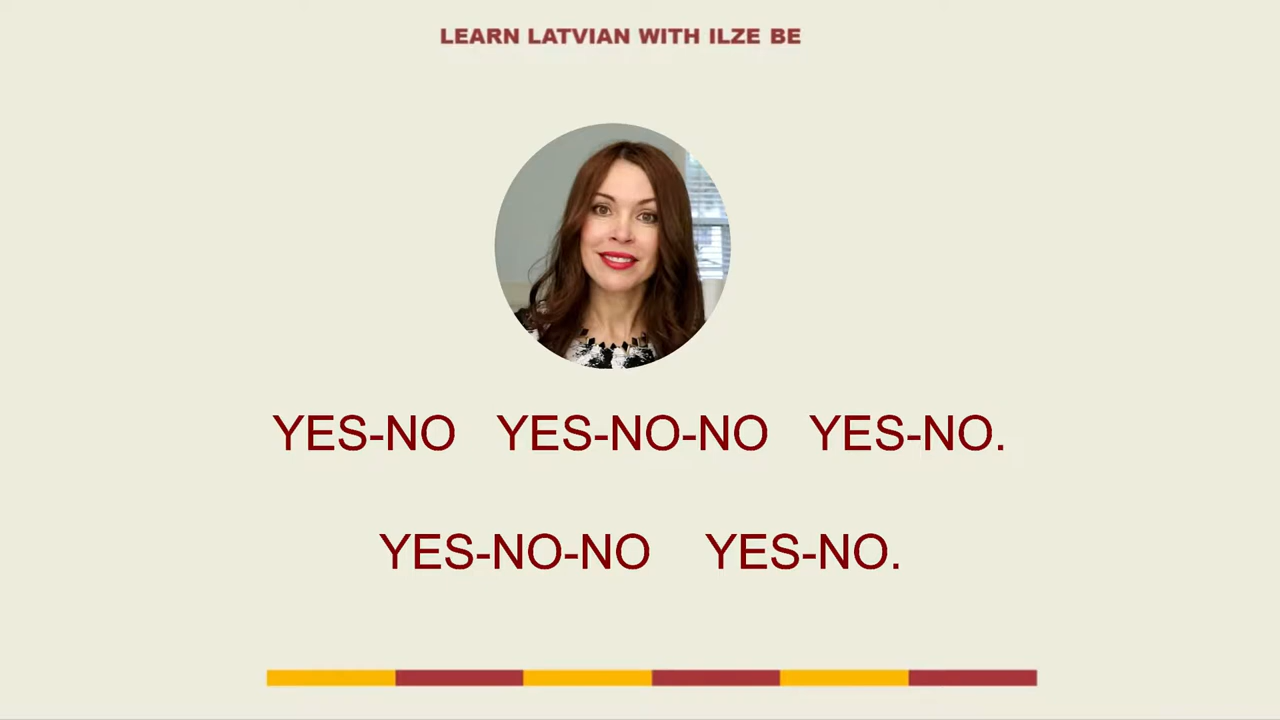 LEARN LATVIAN WITH ILZE BE
YES-NO YES-NO-NO YES-NO.
YES-NO-NO YES-NO.